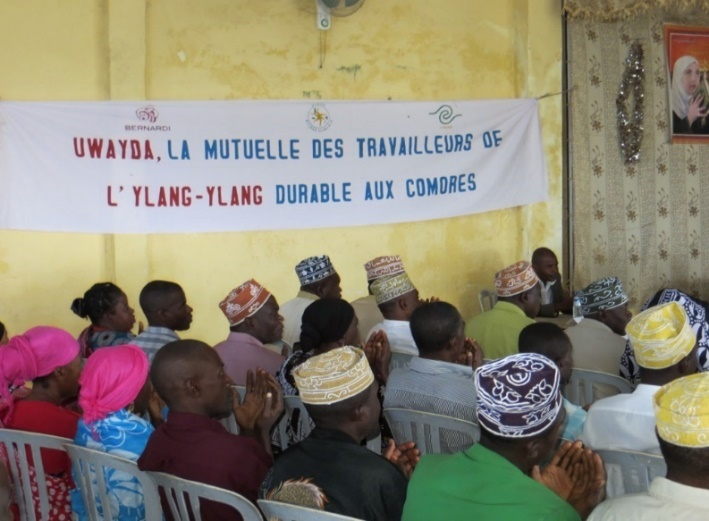 BERNARDI
UWAYDA, LA MUTUELLE DES TRAVAILLEURS DE
L'YLANG-YLANG DURABLE AUX COMORES